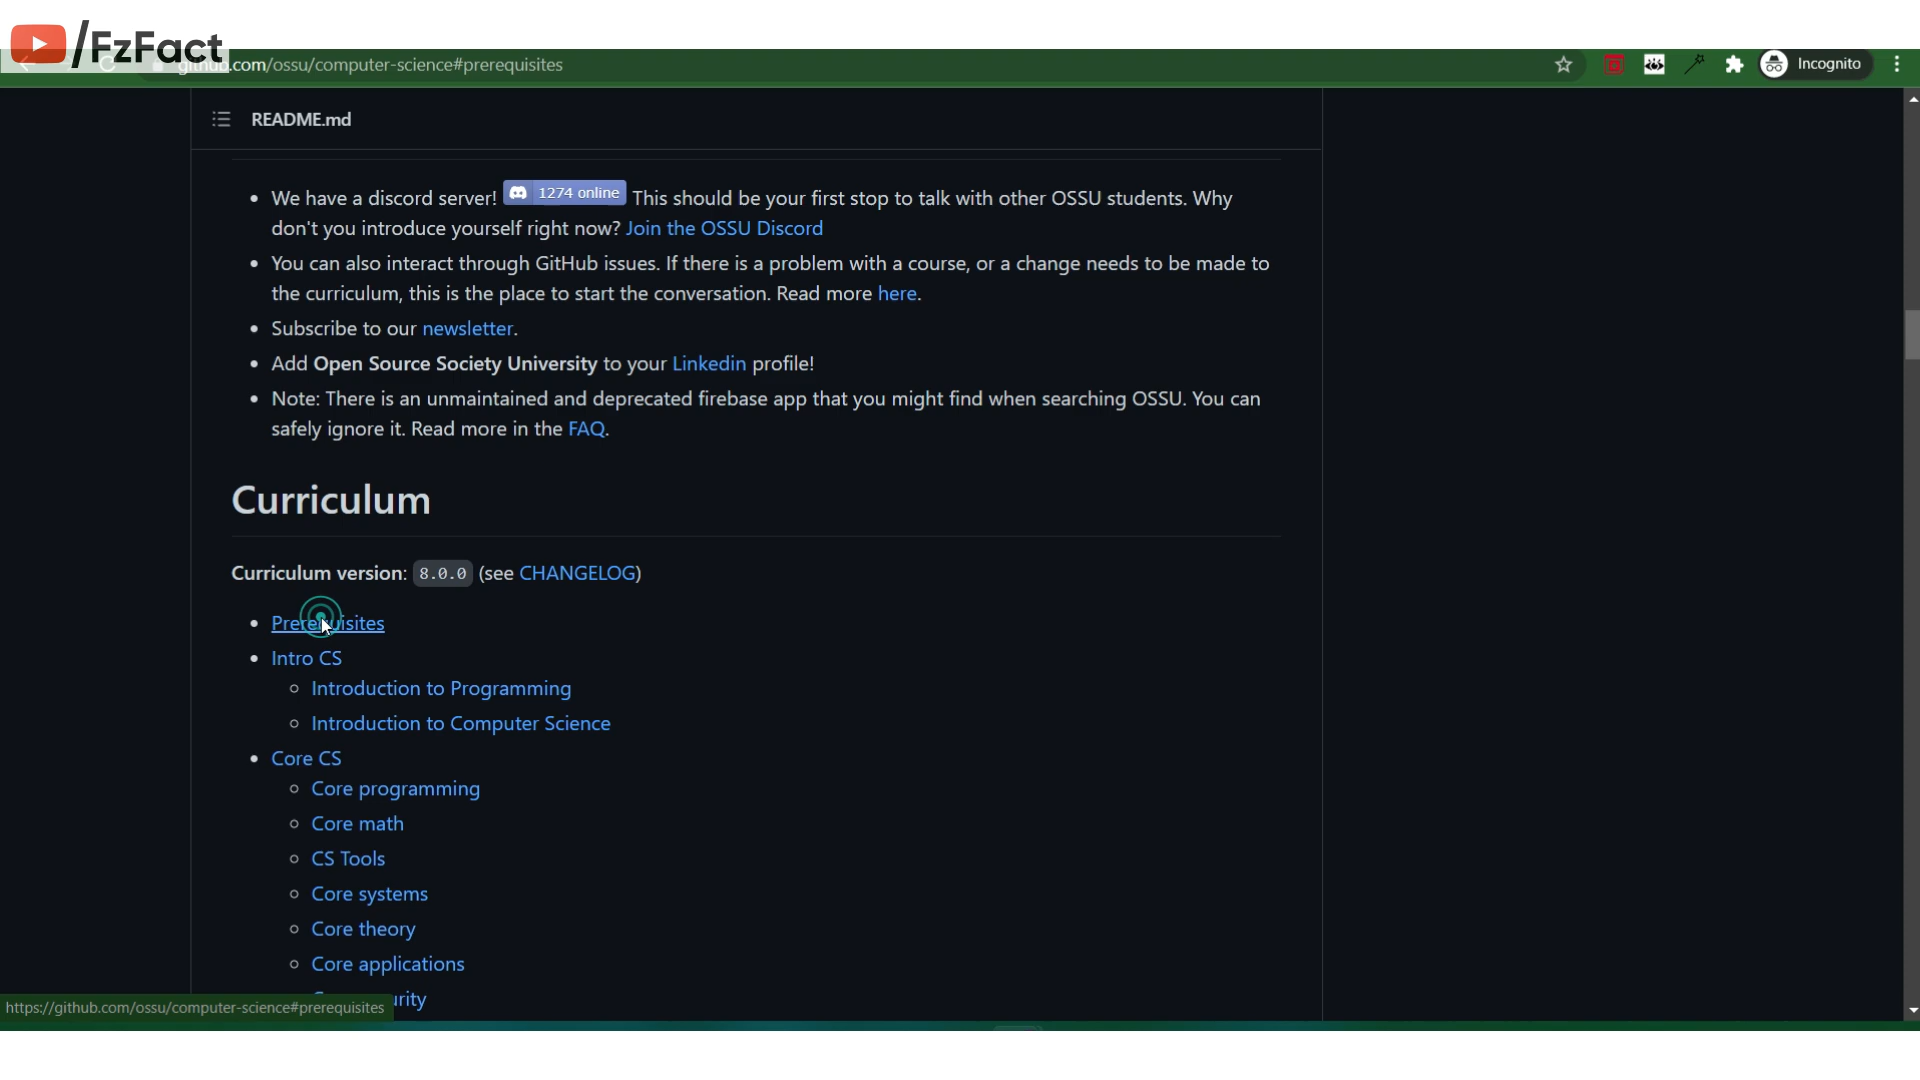 /FzFact
github.com/ossu/computer-science#prerequisites
Incognito
README.md
We have a discord server! 1274 online This should be your first stop to talk with other OSSU students. Why
don't you introduce yourself right now? Join the OSSU Discord
You can also interact through GitHub issues. If there is a problem with a course, or a change needs to be made to
the curriculum, this is the place to start the conversation. Read more here.
Subscribe to our newsletter.
Add Open Source Society University to your Linkedin profile!
Note: There is an unmaintained and deprecated firebase app that you might find when searching OSSU. You can
safely ignore it. Read more in the FAQ.
Curriculum
Curriculum version: 8.0.0 (see CHANGELOG)
Prerequisites
Intro CS
Introduction to Programming
Introduction to Computer Science
Core CS
Core programming
Core math
CS Tools
Core systems
Core theory
Core applications
https://github.com/ossu/computer-science#prerequisites